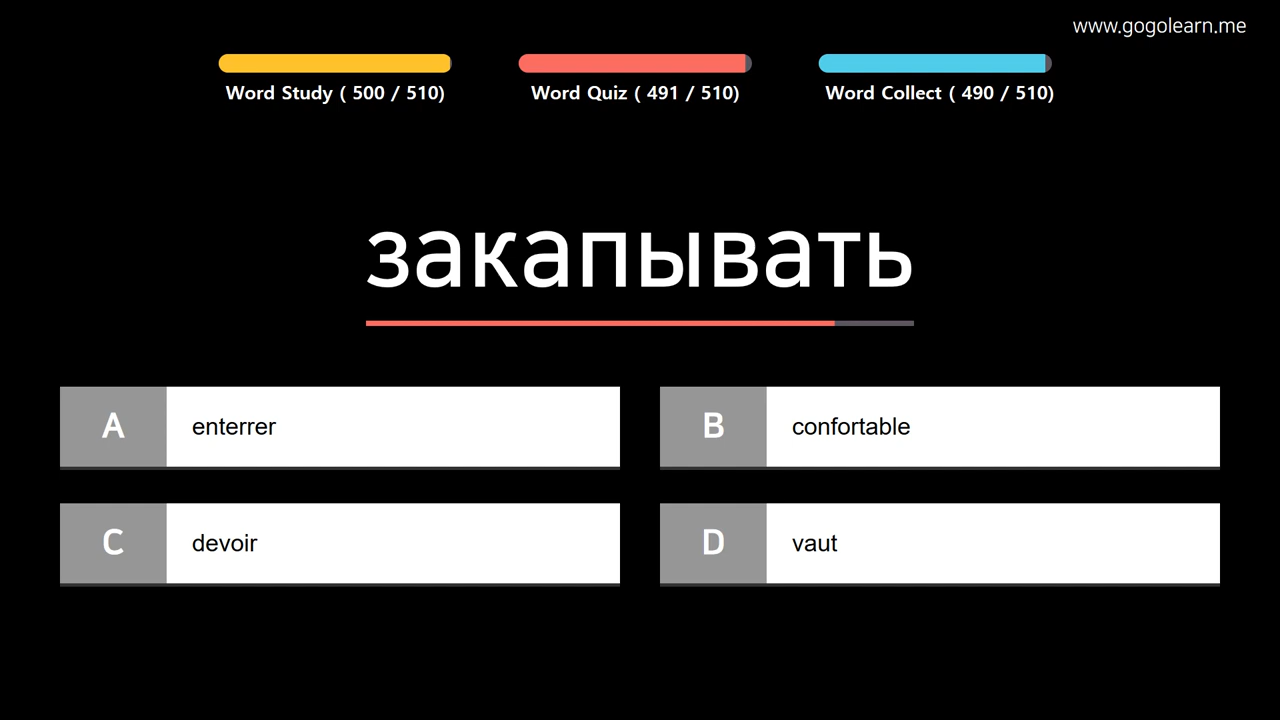 www.gogolearn.me
Word Study ( 500 / 510)
Word Quiz ( 491 / 510)
Word Collect ( 490 / 510)
закапывать
A enterrer
B confortable
C devoir
D vaut